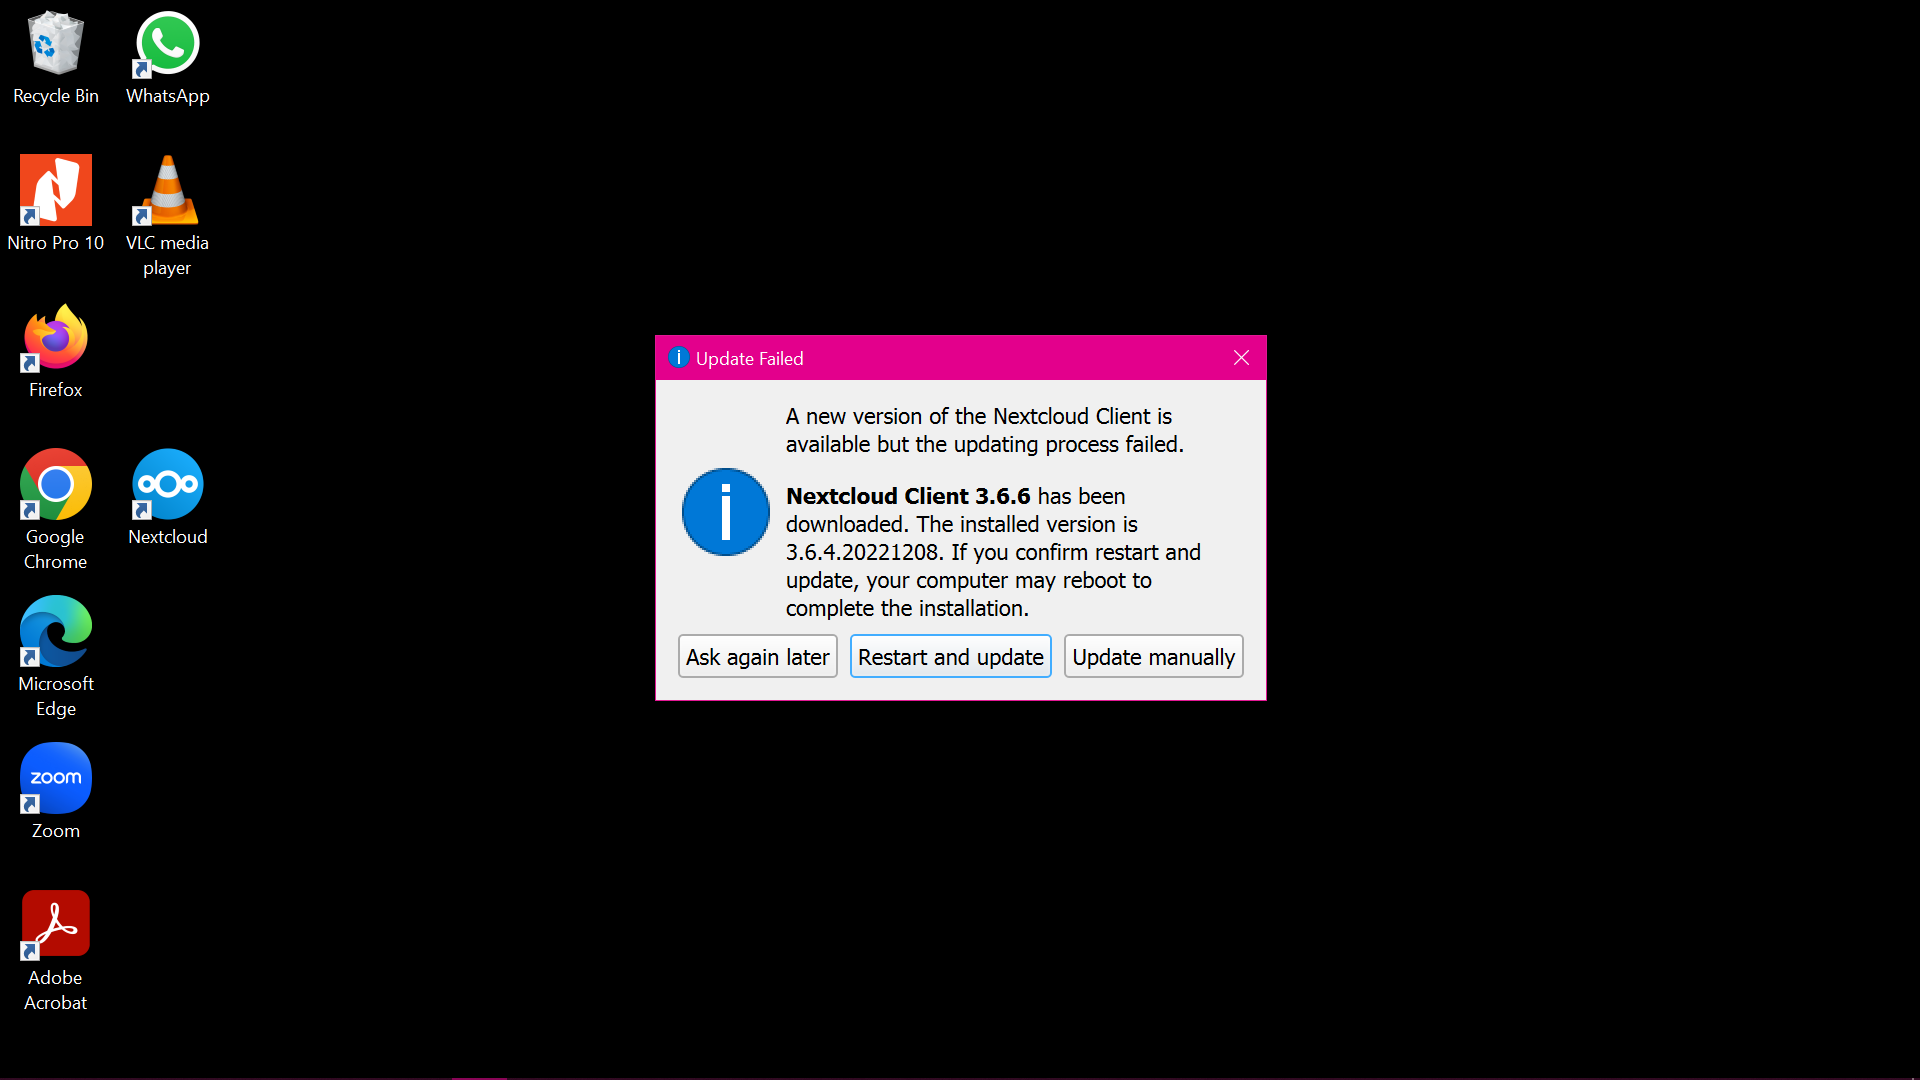 Recycle Bin
WhatsApp
Nitro Pro 10
VLC media
player
Firefox
Google
Chrome
Nextcloud
Microsoft
Edge
zoom
Zoom
Adobe
Acrobat
Update Failed
A new version of the Nextcloud Client is
available but the updating process failed.
Nextcloud Client 3.6.6 has been
downloaded. The installed version is
3.6.4.20221208. If you confirm restart and
update, your computer may reboot to
complete the installation.
Ask again later
Restart and update
Update manually